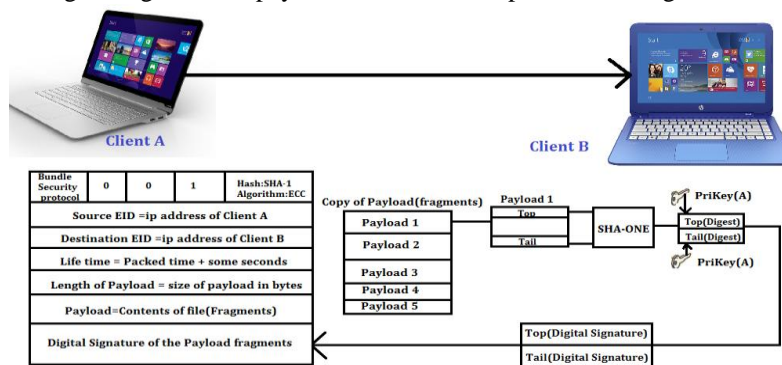 Client A
Client B
Bundle
Security
protocol
0
0
1
Hash:SHA-1
Algorithm:ECC
Source EID =ip address of Client A
Destination EID =ip address of Client B
Life time = Packed time + some seconds
Length of Payload = size of payload in bytes
Payload=Contents of file(Fragments)
Digital Signature of the Payload fragments
Copy of Payload(fragments)
Payload 1
Payload 2
Payload 3
Payload 4
Payload 5
Payload 1
Top
Tail
SHA-ONE
PriKey(A)
Top(Digest)
Tail(Digest)
PriKey(A)
Top(Digital Signature)
Tail(Digital Signature)